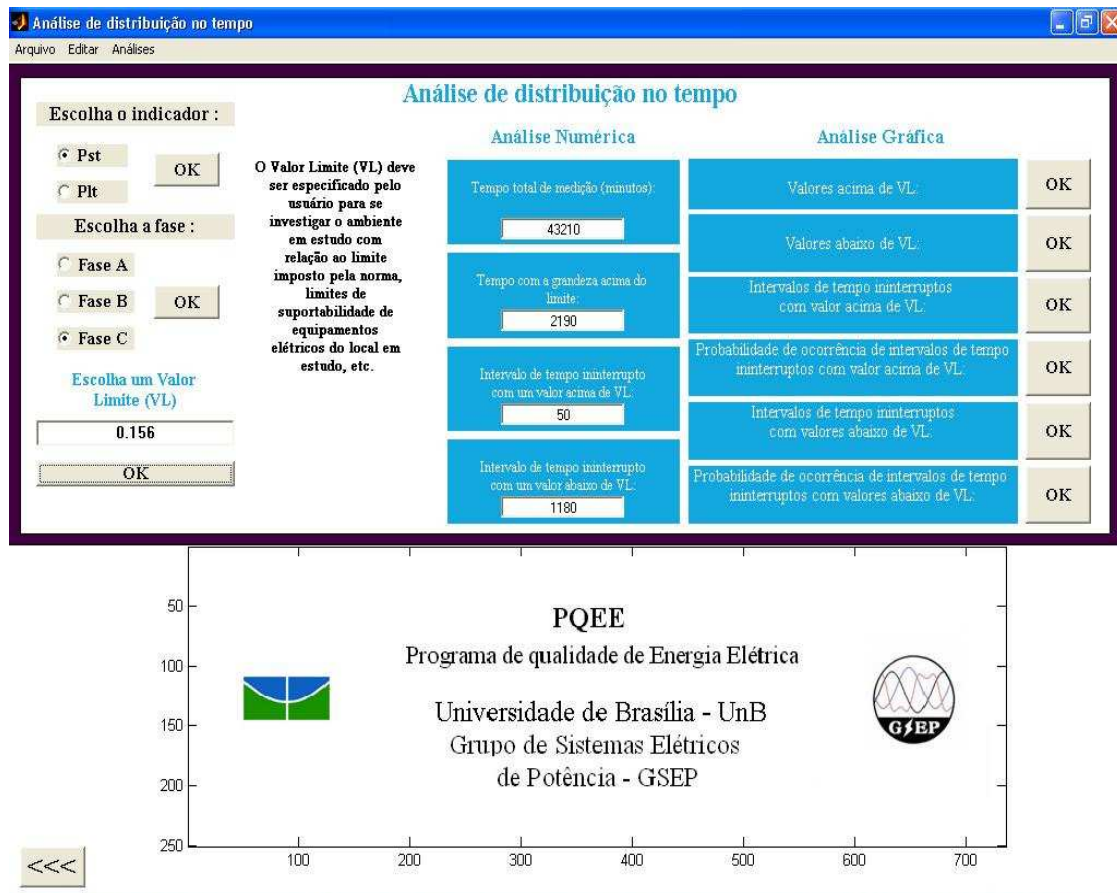 Análise de distribuição no tempo
Arquivo Editar Análises
Análise de distribuição no tempo
Escolha o indicador :
Pst
OK
Plt
Escolha a fase :
Fase A
Fase B
OK
Fase C
Escolha um Valor
Limite (VL)
0.156
OK
O Valor Limite (VL) deve
ser especificado pelo
usuário para se
investigar o ambiente
em estudo com
relação ao limite
imposto pela norma,
limites de
suportabilidade de
equipamentos
elétricos do local em
estudo, etc.
Análise Numérica
Tempo total de medição (minutos):
43210
Tempo com a grandeza acima do
limite:
2190
Intervalo de tempo ininterrupto
com um valor acima de VL:
50
Intervalo de tempo ininterrupto
com um valor abaixo de VL:
1180
Análise Gráfica
Valores acima de VL:
OK
Valores abaixo de VL:
OK
Intervalos de tempo ininterruptos
com valor acima de VL:
OK
Probabilidade de ocorrência de intervalos de tempo
ininterruptos com valor acima de VL:
OK
Intervalos de tempo ininterruptos
com valores abaixo de VL:
OK
Probabilidade de ocorrência de intervalos de tempo
ininterruptos com valores abaixo de VL:
OK
50
100
150
200
250
PQEE
Programa de qualidade de Energia Elétrica
Universidade de Brasília - UnB
Grupo de Sistemas Elétricos
de Potência - GSEP
GSEP
100 200 300 400 500 600 700
<<<